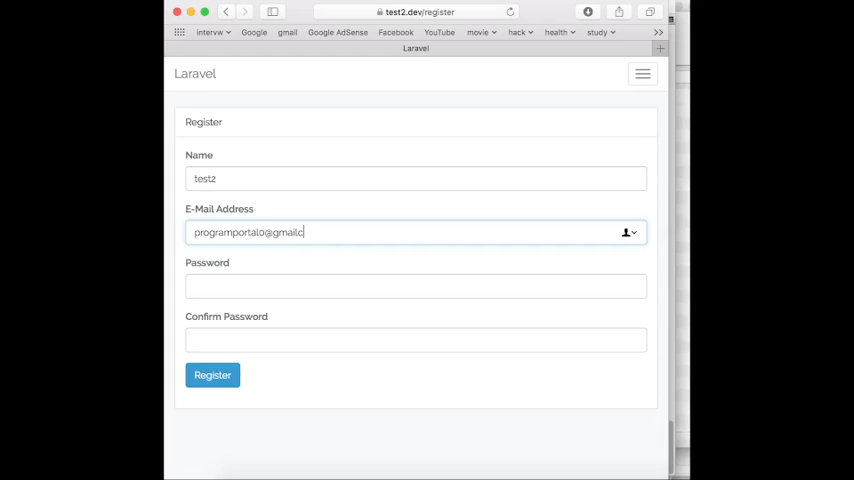 test2.dev/register
intervw Google gmail Google AdSense Facebook YouTube movie hack health study
Laravel
Laravel
Register
Name
test2
E-Mail Address
programportal0@gmailc
Password
Confirm Password
Register